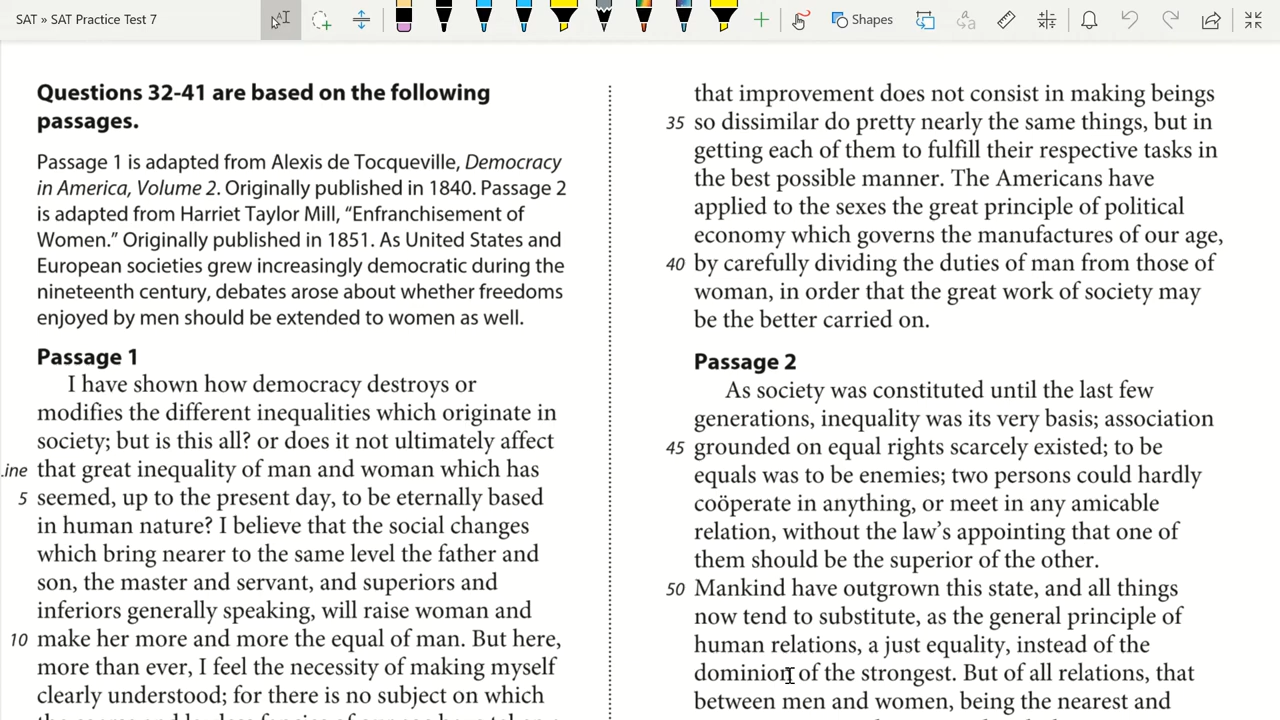 SAT » SAT Practice Test 7
Shapes
Questions 32-41 are based on the following
passages.
Passage 1 is adapted from Alexis de Tocqueville, Democracy
in America, Volume 2. Originally published in 1840. Passage 2
is adapted from Harriet Taylor Mill, “Enfranchisement of
Women.” Originally published in 1851. As United States and
European societies grew increasingly democratic during the
nineteenth century, debates arose about whether freedoms
enjoyed by men should be extended to women as well.
Passage 1
I have shown how democracy destroys or
modifies the different inequalities which originate in
society; but is this all? or does it not ultimately affect
.ine that great inequality of man and woman which has
5 seemed, up to the present day, to be eternally based
in human nature? I believe that the social changes
which bring nearer to the same level the father and
son, the master and servant, and superiors and
inferiors generally speaking, will raise woman and
10 make her more and more the equal of man. But here,
more than ever, I feel the necessity of making myself
clearly understood; for there is no subject on which
that improvement does not consist in making beings
35 so dissimilar do pretty nearly the same things, but in
getting each of them to fulfill their respective tasks in
the best possible manner. The Americans have
applied to the sexes the great principle of political
economy which governs the manufactures of our age,
40 by carefully dividing the duties of man from those of
woman, in order that the great work of society may
be the better carried on.
Passage 2
As society was constituted until the last few
generations, inequality was its very basis; association
45 grounded on equal rights scarcely existed; to be
equals was to be enemies; two persons could hardly
coöperate in anything, or meet in any amicable
relation, without the law’s appointing that one of
them should be the superior of the other.
50 Mankind have outgrown this state, and all things
now tend to substitute, as the general principle of
human relations, a just equality, instead of the
dominion of the strongest. But of all relations, that
between men and women, being the nearest and